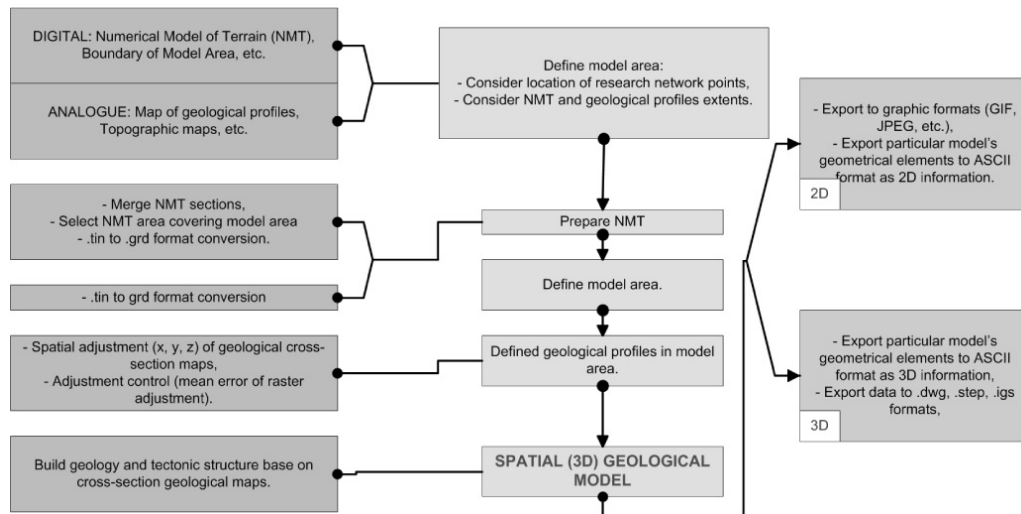 DIGITAL: Numerical Model of Terrain (NMT),
Boundary of Model Area, etc.
ANALOGUE: Map of geological profiles,
Topographic maps, etc.
Define model area:
- Consider location of research network points,
- Consider NMT and geological profiles extents.
- Merge NMT sections,
- Select NMT area covering model area
- .tin to .grd format conversion.
- .tin to grd format conversion
Prepare NMT
Define model area.
- Spatial adjustment (x, y, z) of geological cross-
section maps,
- Adjustment control (mean error of raster
adjustment).
Defined geological profiles in model
area.
Build geology and tectonic structure base on
cross-section geological maps.
SPATIAL (3D) GEOLOGICAL
MODEL
- Export to graphic formats (GIF,
JPEG, etc.),
- Export particular model's
geometrical elements to ASCII
format as 2D information.
2D
- Export particular model's
geometrical elements to ASCII
format as 3D information,
- Export data to .dwg, .step, .igs
formats,
3D